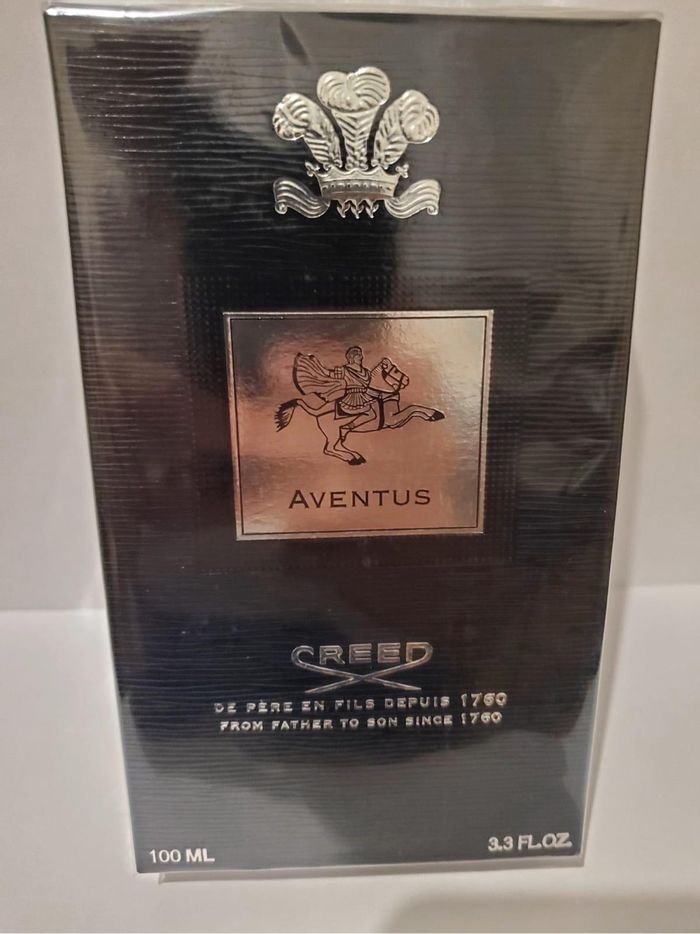 AVENTUS
CREED
DE PÈRE EN FILS DEPUIS 1760
FROM FATHER TO SON SINCE 1760
100 ML
3.3 FL.OZ.